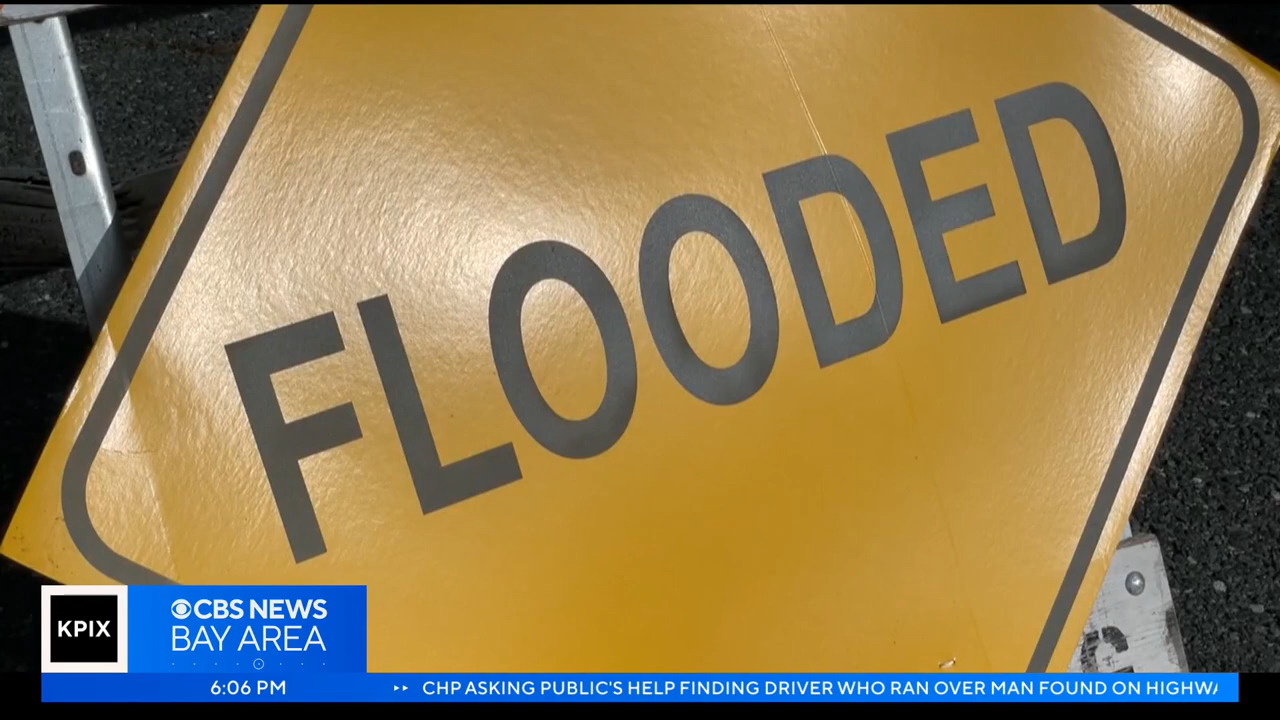 FLOODED
KPIX
CBS NEWS
BAY AREA
6:06 PM
CHP ASKING PUBLIC'S HELP FINDING DRIVER WHO RAN OVER MAN FOUND ON